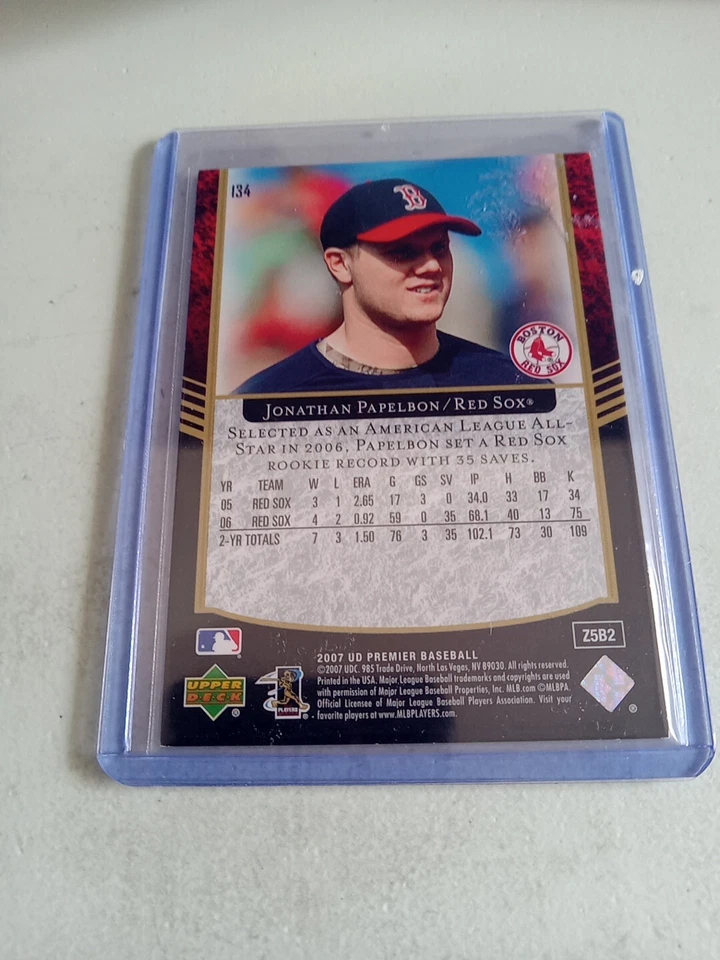 134
B
BOSTON
RED SOX
JONATHAN PAPELBON/RED SOX®
SELECTED AS AN AMERICAN LEAGUE ALL-
STAR IN 2006, PAPELBON SET A RED SOX
ROOKIE RECORD WITH 35 SAVES.
YR TEAM W L ERA G GS SV IP H BB K
05 RED SOX 3 1 2.65 17 3 0 34.0 33 17 34
06 RED SOX 4 2 0.92 59 0 35 68.1 40 13 75
2-YR TOTALS 7 3 1.50 76 3 35 102.1 73 30 109
Z5B2
2007 UD PREMIER BASEBALL
©2007 UDC. 985 Trade Drive, North Las Vegas, NV 89030. All rights reserved.
Printed in the USA. Major League Baseball trademarks and copyrights are used
with permission of Major League Baseball Properties, Inc. MLB.com ©MLBPA.
Official Licensee of Major League Baseball Players Association. Visit your
favorite players at www.MLBPLAYERS.com.
UPPER
DECK
®
PLAYERS
®